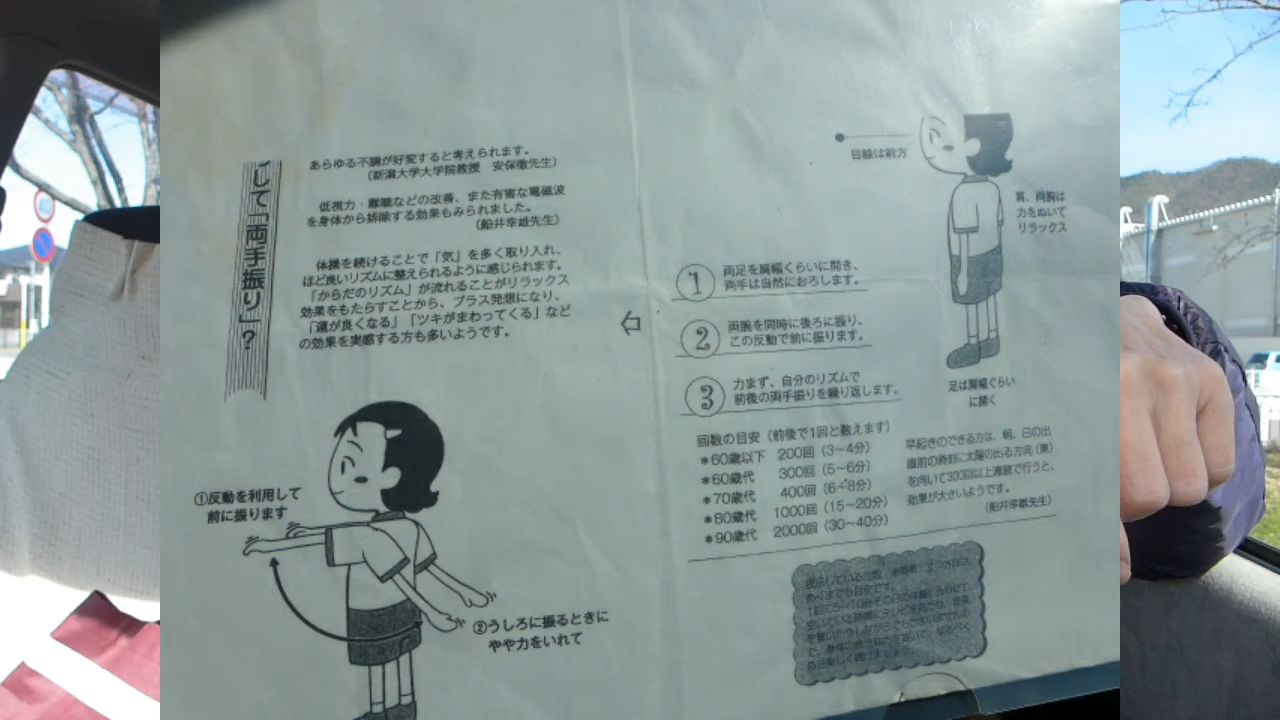 して「両手振り」?
あらゆる不調が好変すると考えられます。
(新潟大学大学院教授 安保徹先生)
低視力・難聴などの改善、また有害な電磁波
を身体から排除する効果もみられました。
(船井幸雄先生)
体操を続けることで「気」を多く取り入れ、
ほど良いリズムに整えられるように感じられます。
「からだのリズム」が流れることがリラックス
効果をもたらすことから、プラス発想になり、
「運が良くなる」「ツキがまわってくる」など
の効果を実感する方も多いようです。
①反動を利用して
前に振ります
②うしろに振るときに
やや力をいれて
目線は前方
肩、両腕は
力をぬいて
リラックス
1 両足を肩幅くらいに開き、
両手は自然におろします。
2 両腕を同時に後ろに振り、
この反動で前に振ります。
3 力まず、自分のリズムで
前後の両手振りを繰り返します。
足は肩幅ぐらい
に開く
回数の目安(前後で1回と数えます)
*60歳以下 200回(3~4分)
*60歳代 300回(5~6分)
*70歳代 400回(6~8分)
*80歳代 1000回(15~20分)
*90歳代 2000回(30~40分)
早起きのできる方は、朝、日の出
直前の時刻に太陽の出る方向(東)
を向いて300回以上連続で行うと、
効果が大きいようです。
(船井幸雄先生)